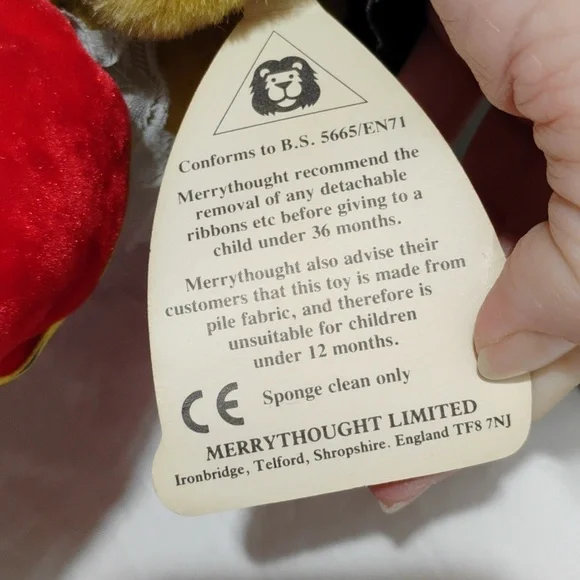 Conforms to B.S. 5665/EN71
Merrythought recommend the
removal of any detachable
ribbons etc before giving to a
child under 36 months.
Merrythought also advise their
customers that this toy is made from
pile fabric, and therefore is
unsuitable for children
under 12 months.
CE Sponge clean only
MERRYTHOUGHT LIMITED
Ironbridge, Telford, Shropshire. England TF8 7NJ